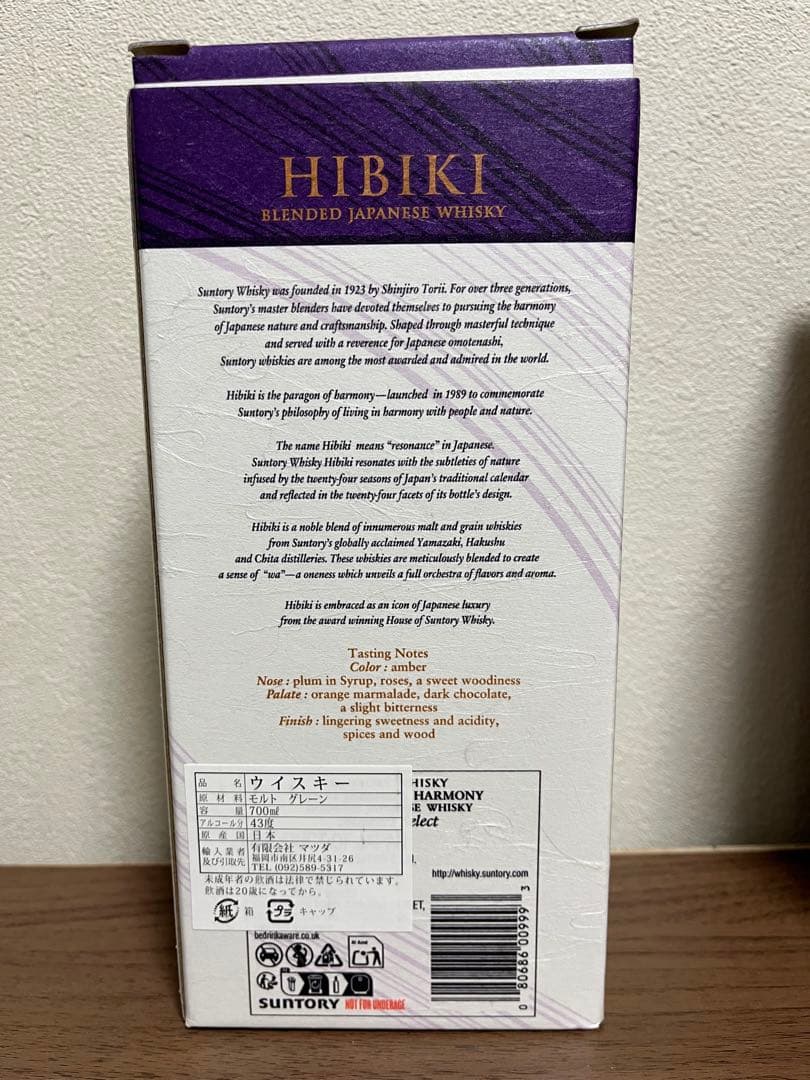 HIBIKI
BLENDED JAPANESE WHISKY
Suntory Whisky was founded in 1923 by Shinjiro Torii. For over three generations,
Suntory's master blenders have devoted themselves to pursuing the harmony
of Japanese nature and craftsmanship. Shaped through masterful technique
and served with a reverence for Japanese omotenashi,
Suntory whiskies are among the most awarded and admired in the world.
Hibiki is the paragon of harmony—launched in 1989 to commemorate
Suntory's philosophy of living in harmony with people and nature.
The name Hibiki means "resonance" in Japanese.
Suntory Whisky Hibiki resonates with the subtleties of nature
infused by the twenty-four seasons of Japan's traditional calendar
and reflected in the twenty-four facets of its bottle's design.
Hibiki is a noble blend of innumerous malt and grain whiskies
from Suntory's globally acclaimed Yamazaki, Hakushu
and Chita distilleries. These whiskies are meticulously blended to create
a sense of "wa"—a oneness which unveils a full orchestra of flavors and aroma.
Hibiki is embraced as an icon of Japanese luxury
from the award winning House of Suntory Whisky.
Tasting Notes
Color : amber
Nose : plum in Syrup, roses, a sweet woodiness
Palate : orange marmalade, dark chocolate,
a slight bitterness
Finish : lingering sweetness and acidity,
spices and wood
品名 ウイスキー
原材料 モルト グレーン
容量 700ml
アルコール分 43度
原産国 日本
輸入業者及び引取先 有限会社 マツダ
福岡市南区井尻4-31-26
TEL (092)589-5317
未成年者の飲酒は法律で禁じられています。
飲酒は20歳になってから。
紙 箱 プラ キャップ
HISKY
HARMONY
E WHISKY
elect
http://whisky.suntory.com
ET,
0 80686 00999 3
bedrinkaware.co.uk
SUNTORY NOT FOR UNDERAGE